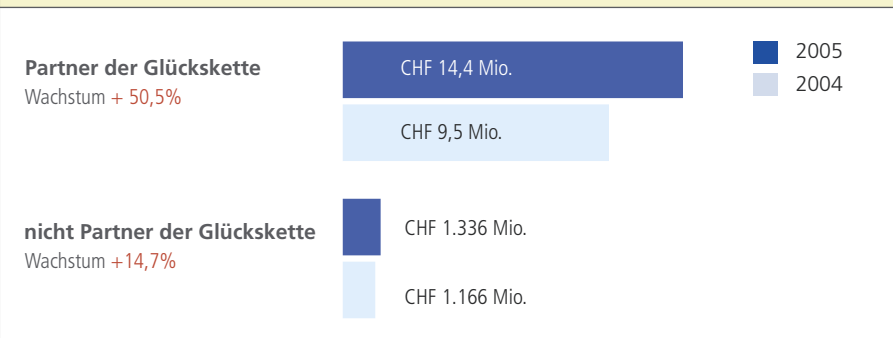 Partner der Glückskette
Wachstum + 50,5%
CHF 14,4 Mio.
CHF 9,5 Mio.
2005
2004
nicht Partner der Glückskette
Wachstum +14,7%
CHF 1.336 Mio.
CHF 1.166 Mio.